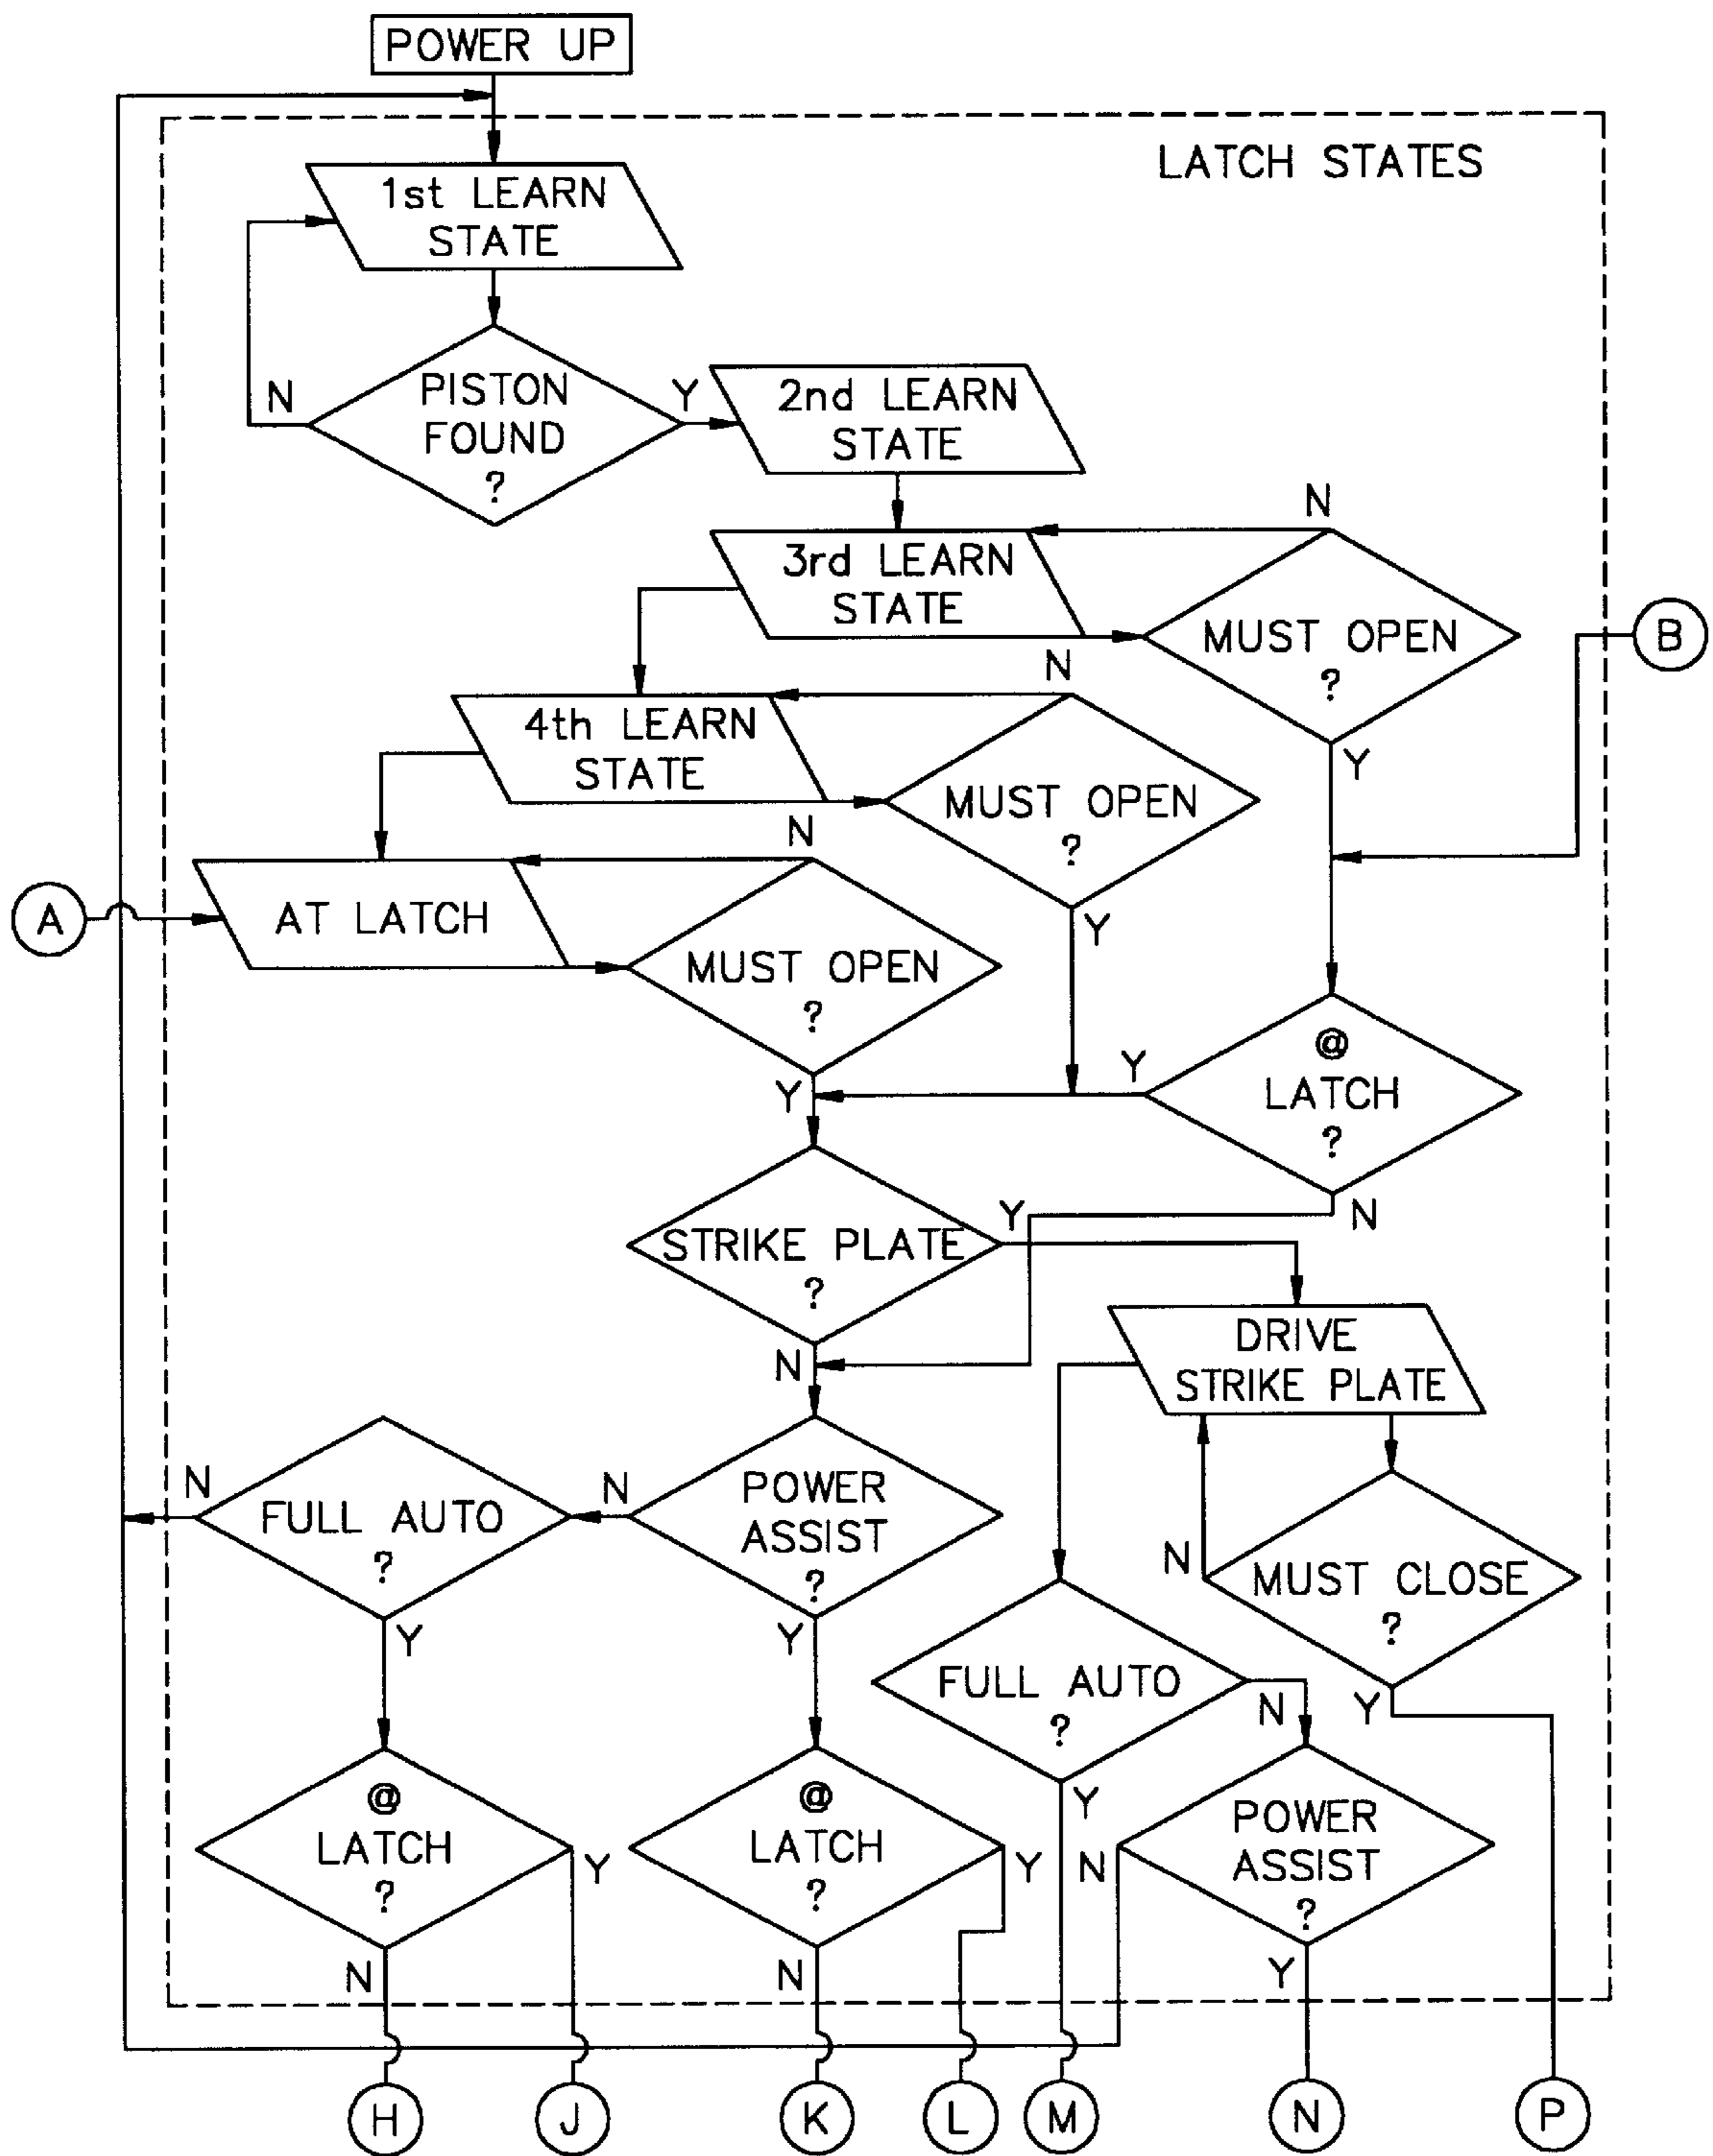 POWER UP
LATCH STATES
1st LEARN
STATE
N
PISTON
FOUND
?
Y
2nd LEARN
STATE
N
3rd LEARN
STATE
MUST OPEN
?
B
Y
N
4th LEARN
STATE
MUST OPEN
?
Y
N
A
AT LATCH
MUST OPEN
?
Y
@
LATCH
?
Y
N
STRIKE PLATE
?
Y
N
DRIVE
STRIKE PLATE
N
FULL AUTO
?
Y
N
POWER
ASSIST
?
Y
N
MUST CLOSE
?
Y
FULL AUTO
?
N
Y
@
LATCH
?
Y
N
@
LATCH
?
Y
N
N
POWER
ASSIST
?
Y
H
J
K
L
M
N
P